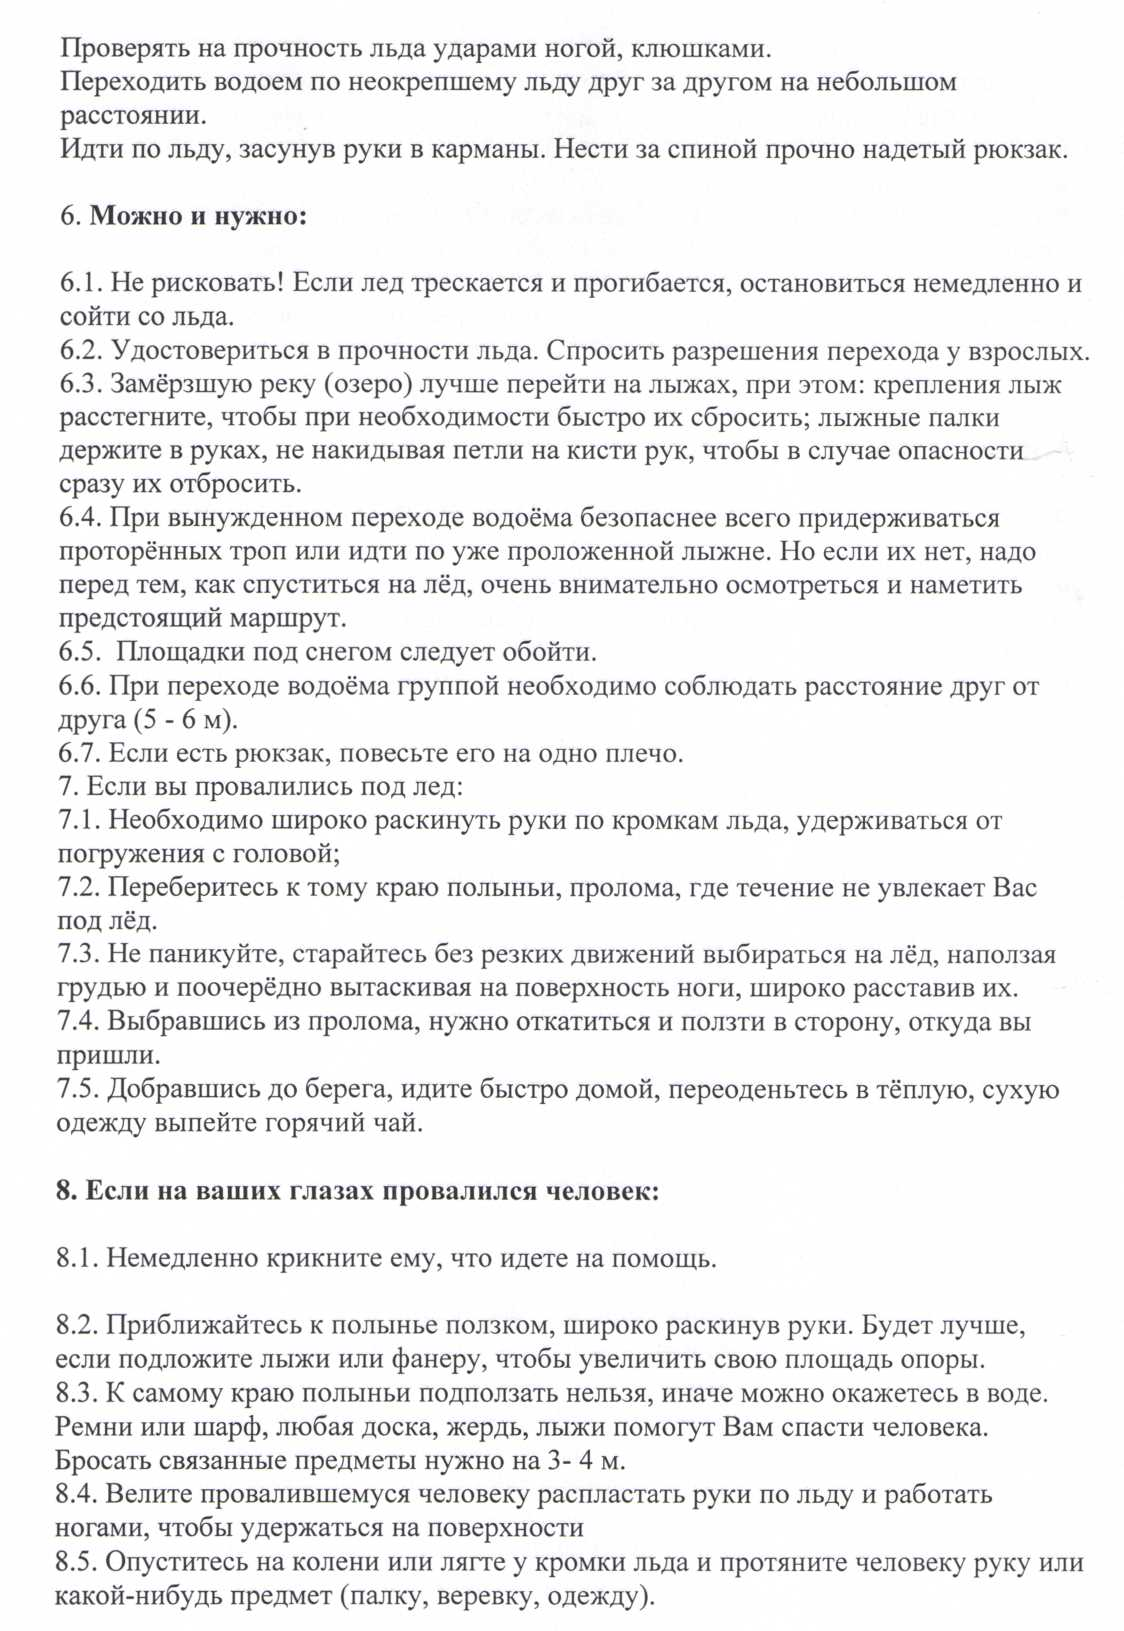 Проверять на прочность льда ударами ногой, клюшками.
Переходить водоем по неокрепшему льду друг за другом на небольшом
расстоянии.
Идти по льду, засунув руки в карманы. Нести за спиной прочно надетый рюкзак.
6. Можно и нужно:
6.1. Не рисковать! Если лед трескается и прогибается, остановиться немедленно и
сойти со льда.
6.2. Удостовериться в прочности льда. Спросить разрешения перехода у взрослых.
6.3. Замёрзшую реку (озеро) лучше перейти на лыжах, при этом: крепления лыж
расстегните, чтобы при необходимости быстро их сбросить; лыжные палки
держите в руках, не накидывая петли на кисти рук, чтобы в случае опасности
сразу их отбросить.
6.4. При вынужденном переходе водоёма безопаснее всего придерживаться
проторённых троп или идти по уже проложенной лыжне. Но если их нет, надо
перед тем, как спуститься на лёд, очень внимательно осмотреться и наметить
предстоящий маршрут.
6.5.  Площадки под снегом следует обойти.
6.6. При переходе водоёма группой необходимо соблюдать расстояние друг от
друга (5 - 6 м).
6.7. Если есть рюкзак, повесьте его на одно плечо.
7. Если вы провалились под лед:
7.1. Необходимо широко раскинуть руки по кромкам льда, удерживаться от
погружения с головой;
7.2. Переберитесь к тому краю полыньи, пролома, где течение не увлекает Вас
под лёд.
7.3. Не паникуйте, старайтесь без резких движений выбираться на лёд, наползая
грудью и поочерёдно вытаскивая на поверхность ноги, широко расставив их.
7.4. Выбравшись из пролома, нужно откатиться и ползти в сторону, откуда вы
пришли.
7.5. Добравшись до берега, идите быстро домой, переоденьтесь в тёплую, сухую
одежду выпейте горячий чай.
8. Если на ваших глазах провалился человек:
8.1. Немедленно крикните ему, что идете на помощь.
8.2. Приближайтесь к полынье ползком, широко раскинув руки. Будет лучше,
если подложите лыжи или фанеру, чтобы увеличить свою площадь опоры.
8.3. К самому краю полыньи подползать нельзя, иначе можно окажетесь в воде.
Ремни или шарф, любая доска, жердь, лыжи помогут Вам спасти человека.
Бросать связанные предметы нужно на 3- 4 м.
8.4. Велите провалившемуся человеку распластать руки по льду и работать
ногами, чтобы удержаться на поверхности
8.5. Опуститесь на колени или лягте у кромки льда и протяните человеку руку или
какой-нибудь предмет (палку, веревку, одежду).